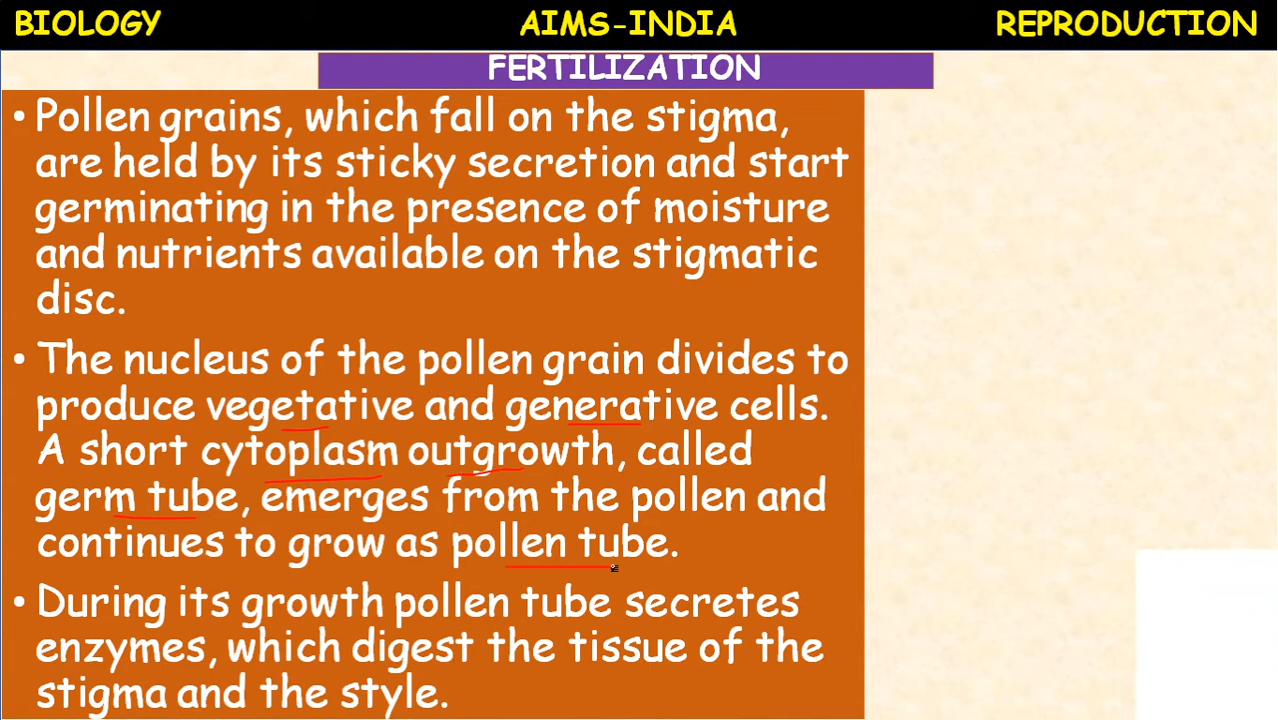 BIOLOGY AIMS-INDIA REPRODUCTION
FERTILIZATION
• Pollen grains, which fall on the stigma,
are held by its sticky secretion and start
germinating in the presence of moisture
and nutrients available on the stigmatic
disc.
• The nucleus of the pollen grain divides to
produce vegetative and generative cells.
A short cytoplasm outgrowth, called
germ tube, emerges from the pollen and
continues to grow as pollen tube.
• During its growth pollen tube secretes
enzymes, which digest the tissue of the
stigma and the style.